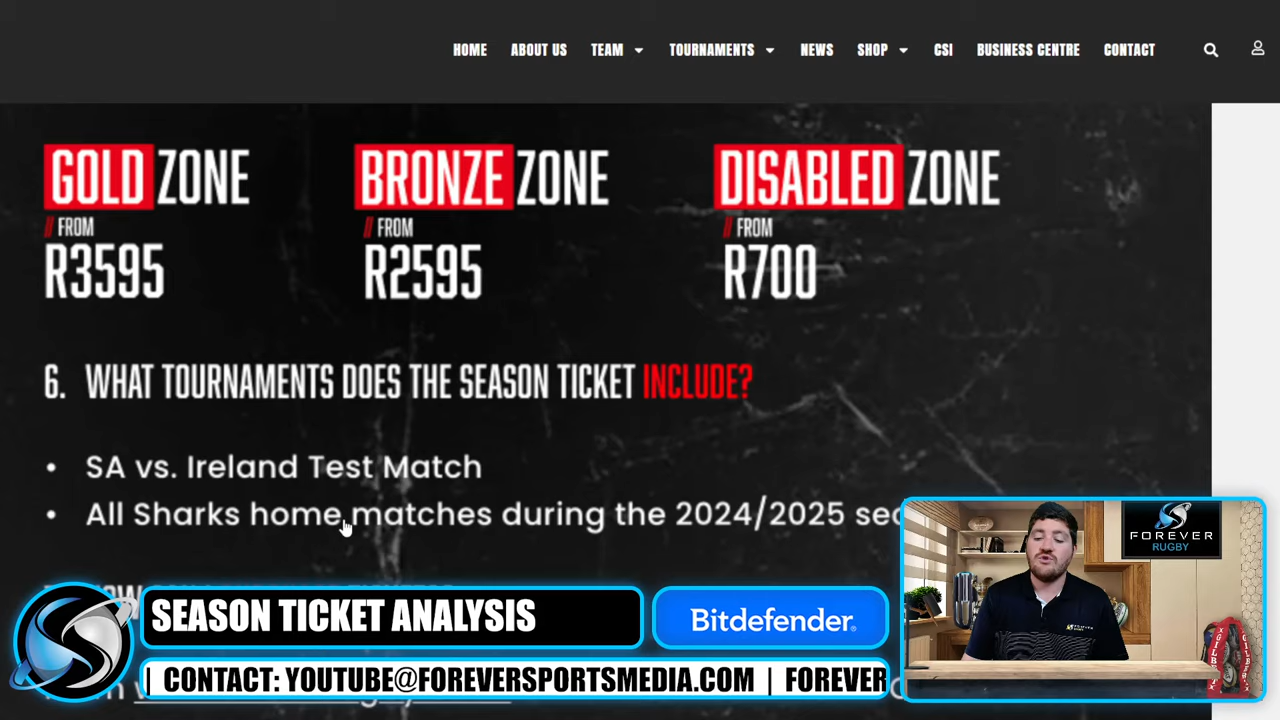 HOME ABOUT US TEAM TOURNAMENTS NEWS SHOP CSI BUSINESS CENTRE CONTACT
GOLD ZONE BRONZE ZONE DISABLED ZONE
// FROM // FROM // FROM
R3595 R2595 R700
6. WHAT TOURNAMENTS DOES THE SEASON TICKET INCLUDE?
• SA vs. Ireland Test Match
• All Sharks home matches during the 2024/2025
FOREVER
RUGBY
SEASON TICKET ANALYSIS
Bitdefender
| CONTACT: YOUTUBE@FOREVERSPORTSMEDIA.COM | FOREVER